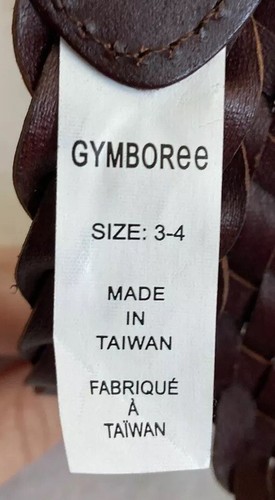 GYMBORee
SIZE: 3-4
MADE
IN
TAIWAN
FABRIQUÉ
À
TAÏWAN